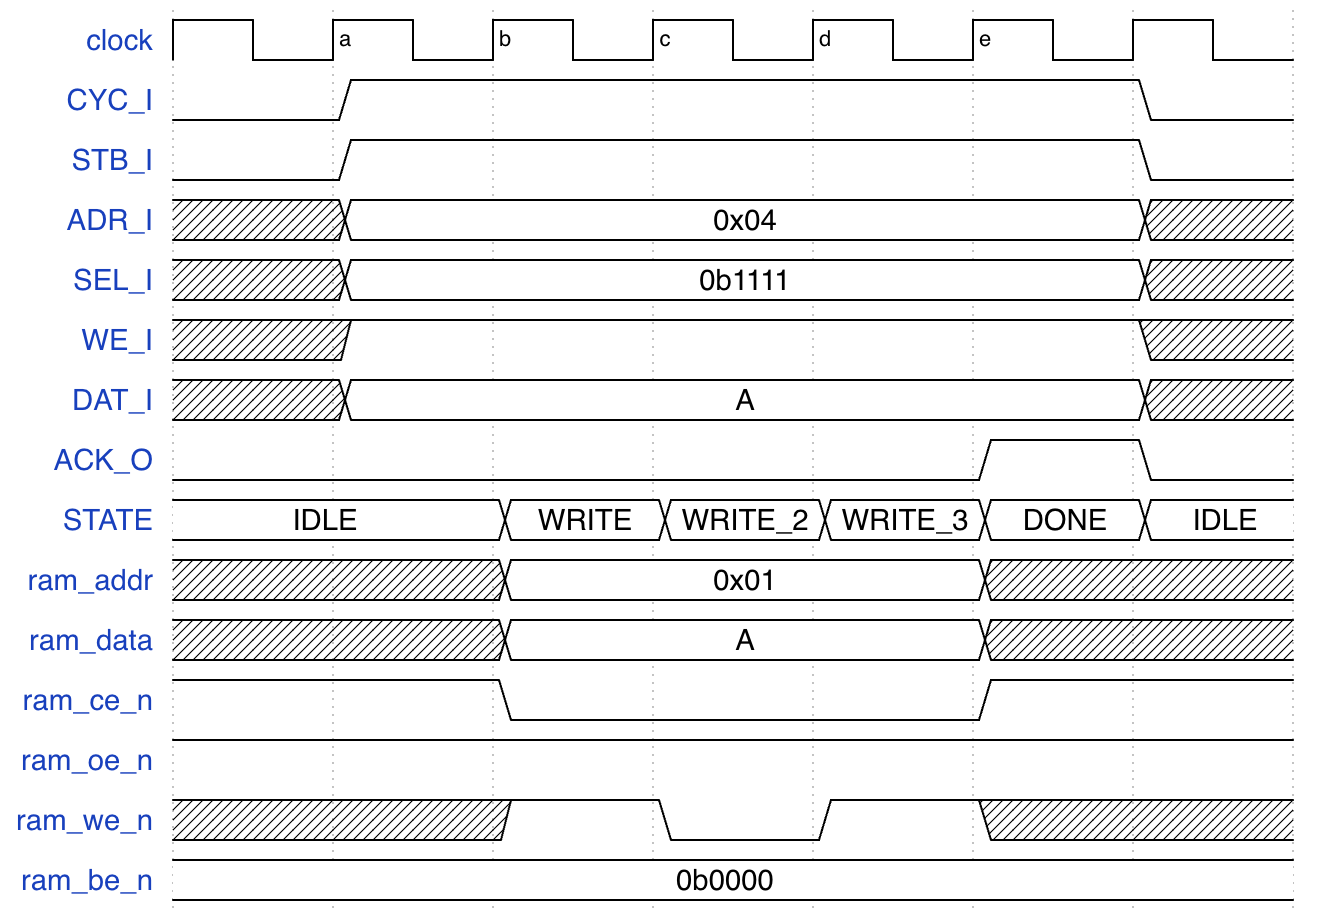 clock a b c d e
CYC_I
STB_I
ADR_I 0x04
SEL_I 0b1111
WE_I
DAT_I A
ACK_O
STATE IDLE WRITE WRITE_2 WRITE_3 DONE IDLE
ram_addr 0x01
ram_data A
ram_ce_n
ram_oe_n
ram_we_n
ram_be_n 0b0000